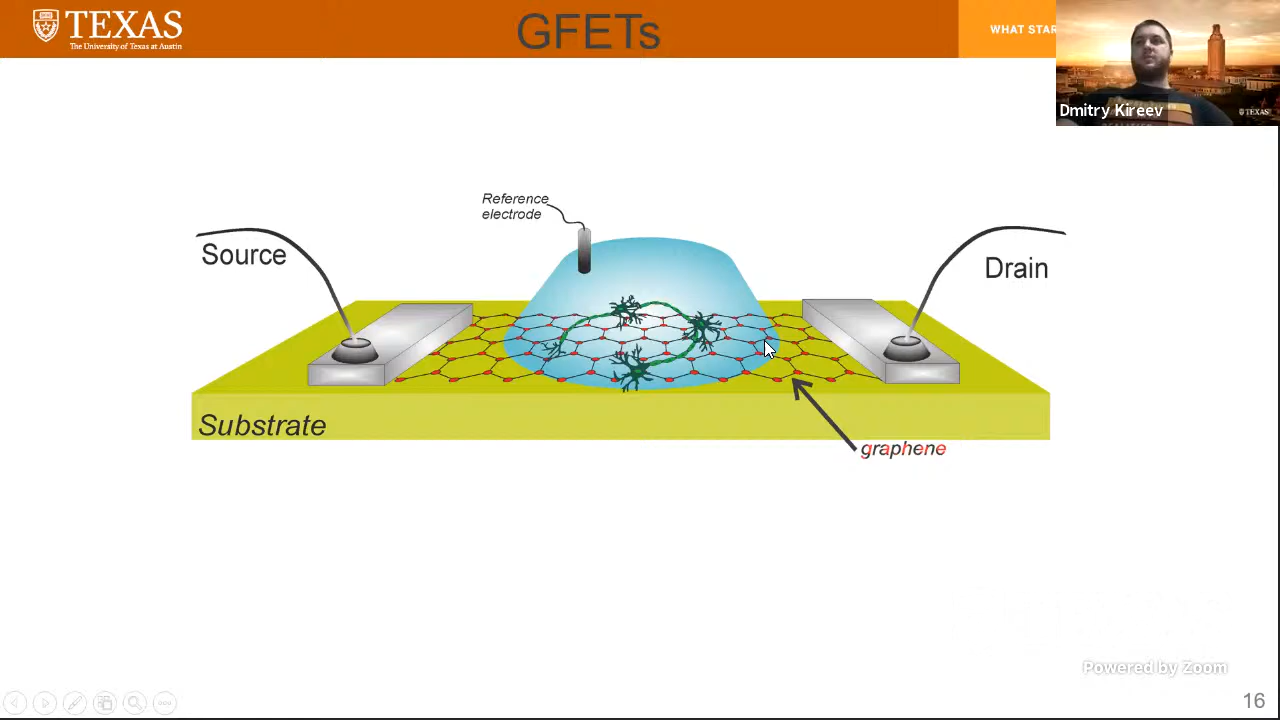 TEXAS
The University of Texas at Austin
GFETs
WHAT STAR
Dmitry Kireev
TEXAS
Reference
electrode
Source
Drain
Substrate
graphene
Powered by Zoom
16